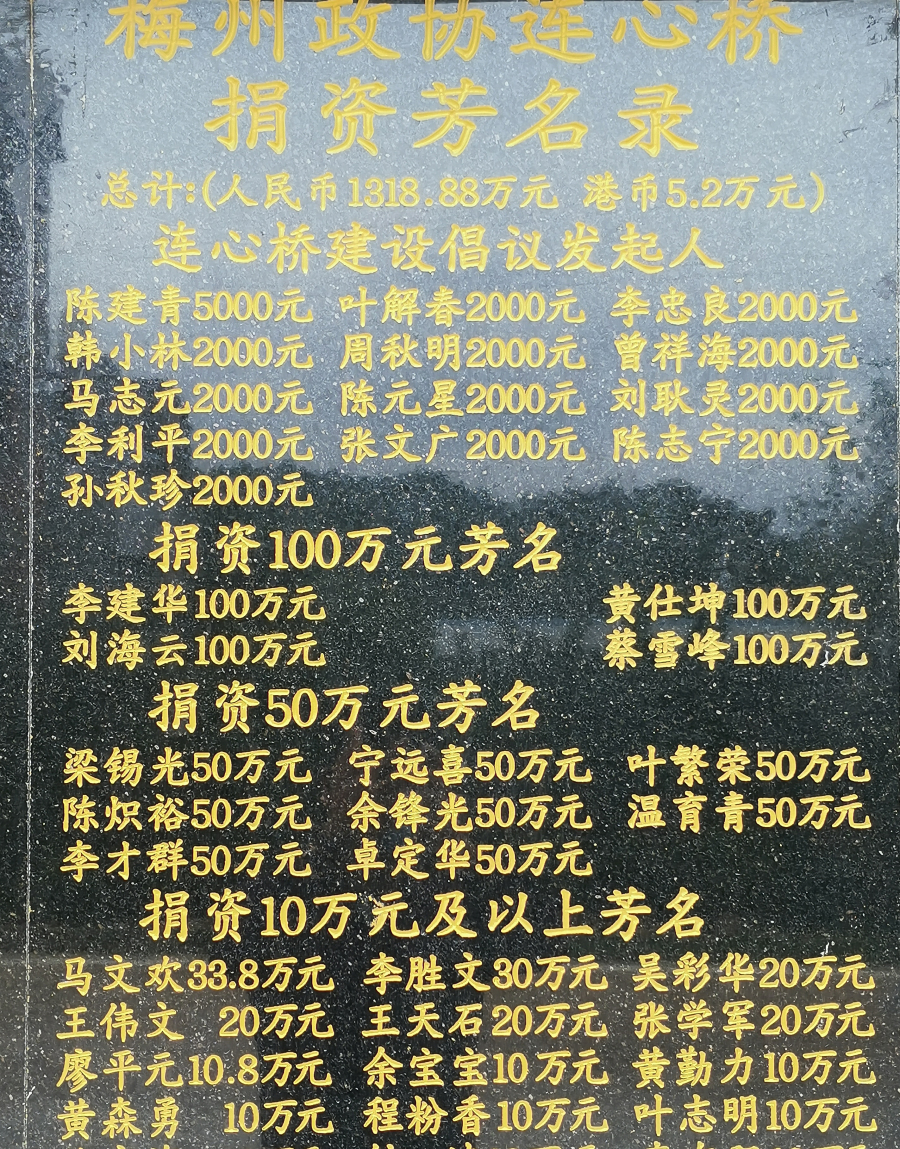 梅州政协连心桥
捐资芳名录
总计:(人民币1318.88万元 港币5.2万元)
连心桥建设倡议发起人
陈建青5000元 叶解春2000元 李忠良2000元
韩小林2000元 周秋明2000元 曾祥海2000元
马志元2000元 陈元星2000元 刘耿灵2000元
李利平2000元 张文广2000元 陈志宁2000元
孙秋珍2000元
捐资100万元芳名
李建华100万元 黄仕坤100万元
刘海云100万元 蔡雪峰100万元
捐资50万元芳名
梁锡光50万元 宁远喜50万元 叶繁荣50万元
陈炽裕50万元 余锋光50万元 温育青50万元
李才群50万元 卓定华50万元
捐资10万元及以上芳名
马文欢33.8万元 李胜文30万元 吴彩华20万元
王伟文 20万元 王天石20万元 张学军20万元
廖平元10.8万元 余宝宝10万元 黄勤力10万元
黄森勇 10万元 程粉香10万元 叶志明10万元